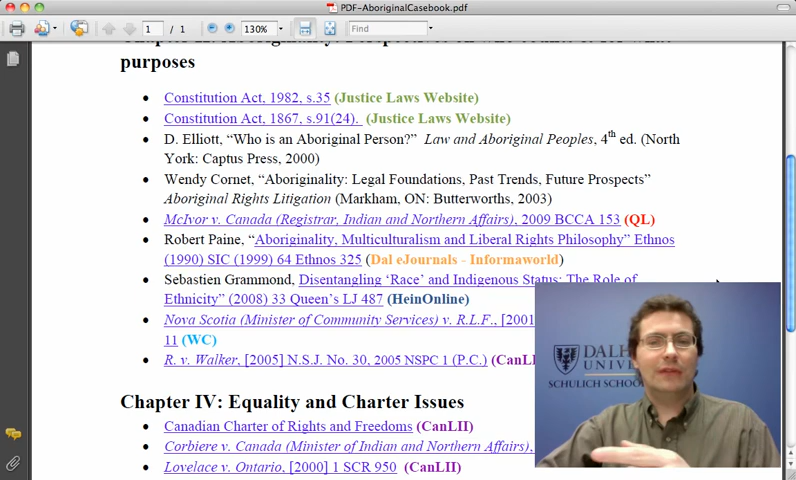 PDF-AboriginalCasebook.pdf
1 / 1 130% Find
purposes
• Constitution Act, 1982, s.35 (Justice Laws Website)
• Constitution Act, 1867, s.91(24). (Justice Laws Website)
• D. Elliott, “Who is an Aboriginal Person?” Law and Aboriginal Peoples, 4th ed. (North
York: Captus Press, 2000)
• Wendy Cornet, “Aboriginality: Legal Foundations, Past Trends, Future Prospects”
Aboriginal Rights Litigation (Markham, ON: Butterworths, 2003)
• McIvor v. Canada (Registrar, Indian and Northern Affairs), 2009 BCCA 153 (QL)
• Robert Paine, “Aboriginality, Multiculturalism and Liberal Rights Philosophy” Ethnos
(1990) SIC (1999) 64 Ethnos 325 (Dal eJournals - Informaworld)
• Sebastien Grammond, Disentangling ‘Race’ and Indigenous Status: The Role of
Ethnicity” (2008) 33 Queen’s LJ 487 (HeinOnline)
• Nova Scotia (Minister of Community Services) v. R.L.F., [2001
11 (WC)
• R. v. Walker, [2005] N.S.J. No. 30, 2005 NSPC 1 (P.C.) (CanLI
DALH
UNIV
SCHULICH SCHOO
Chapter IV: Equality and Charter Issues
• Canadian Charter of Rights and Freedoms (CanLII)
• Corbiere v. Canada (Minister of Indian and Northern Affairs),
• Lovelace v. Ontario, [2000] 1 SCR 950 (CanLII)